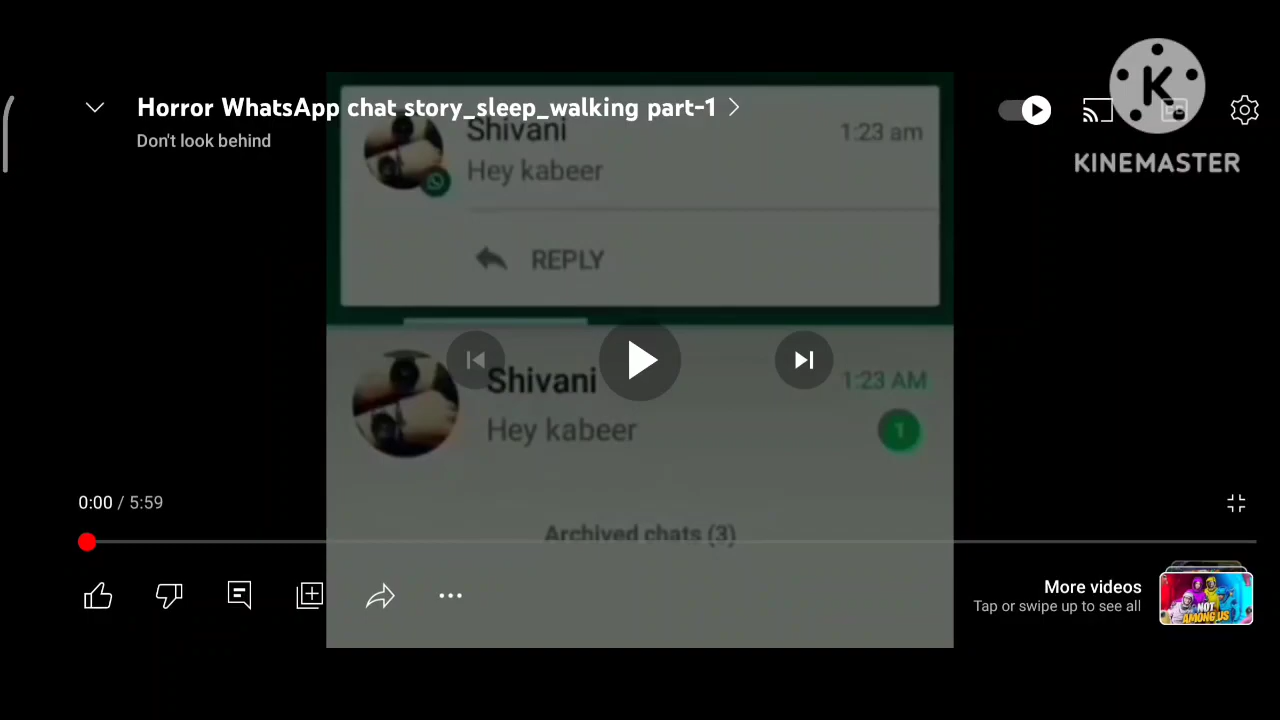 Horror WhatsApp chat story_sleep_walking part-1
Don't look behind
K
KINEMASTER
CC
Shivani 1:23 am
Hey kabeer
REPLY
Shivani 1:23 AM
Hey kabeer 1
Archived chats (3)
0:00 / 5:59
More videos
Tap or swipe up to see all
NOT
AMONG US